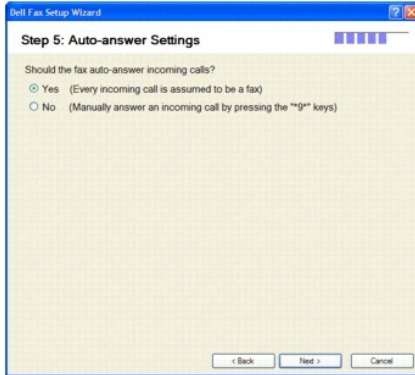 Dell Fax Setup Wizard
Step 5: Auto-answer Settings
Should the fax auto-answer incoming calls?
Yes (Every incoming call is assumed to be a fax)
No (Manually answer an incoming call by pressing the "*9*" keys)
< Back Next > Cancel